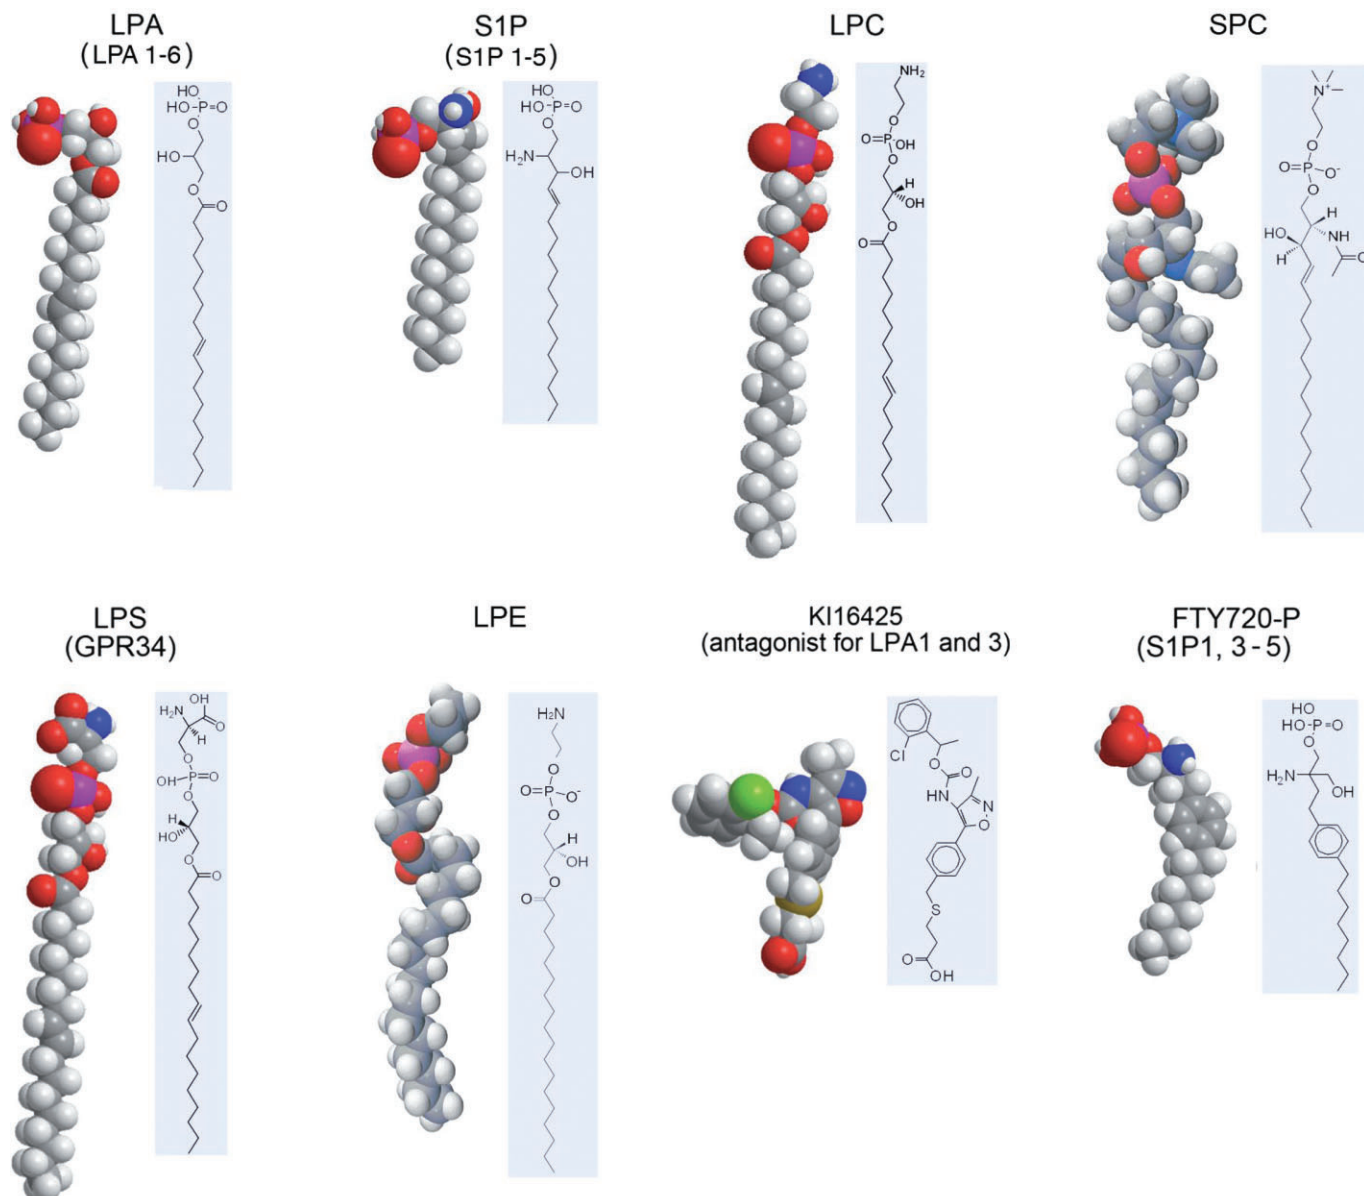 LPA
(LPA 1-6)
HO
HO-P=O
O
HO
O
O
S1P
(S1P 1-5)
HO
HO-P=O
O
H₂N
OH
LPC
NH₂
O
O=P-OH
O
H
OH
O
O
SPC
N⁺
O
O=P-O⁻
O
H
HO
NH
H
O
LPS
(GPR34)
OH
H₂N
O
H
O
OH-P=O
O
H
HO
O
O
LPE
H₂N
O
O=P-O⁻
O
H
OH
O
O
KI16425
(antagonist for LPA1 and 3)
Cl
O
O
HN
N
O
S
O
OH
FTY720-P
(S1P1, 3-5)
HO
HO-P=O
O
H₂N
OH